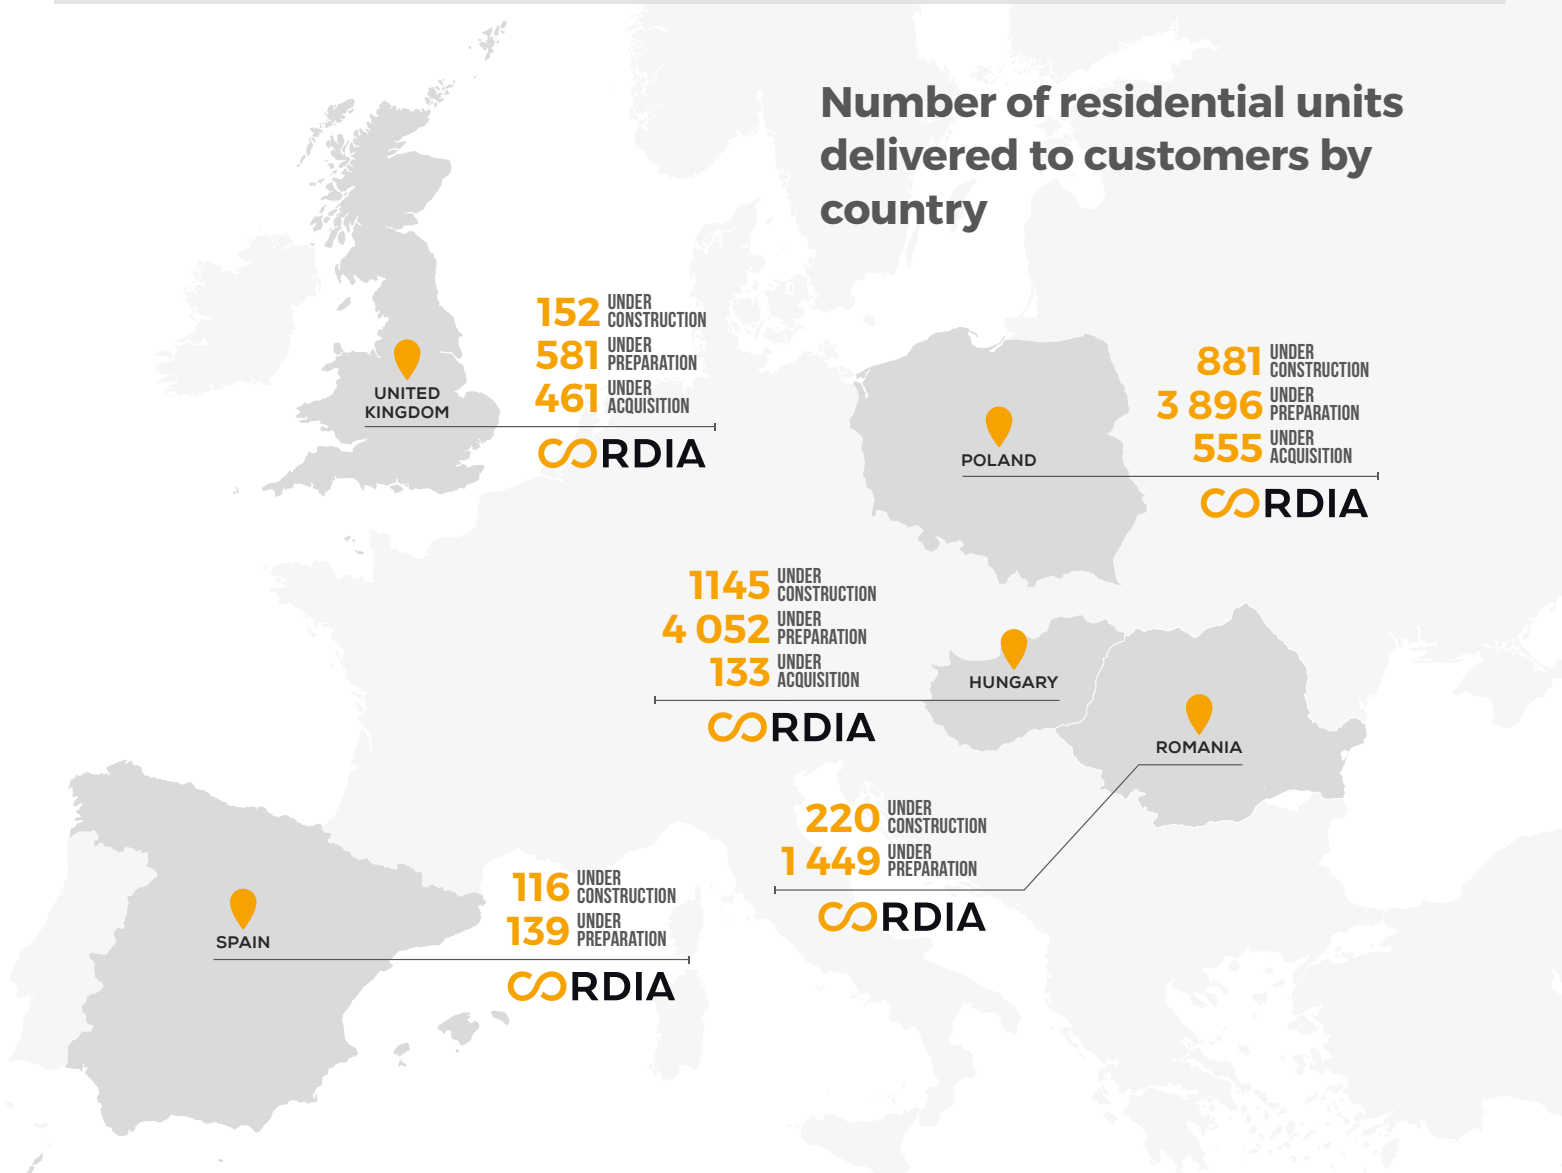 Number of residential units
delivered to customers by
country
152 UNDER CONSTRUCTION
581 UNDER PREPARATION
461 UNDER ACQUISITION
UNITED
KINGDOM
CORDIA
881 UNDER CONSTRUCTION
3 896 UNDER PREPARATION
555 UNDER ACQUISITION
POLAND
CORDIA
1145 UNDER CONSTRUCTION
4 052 UNDER PREPARATION
133 UNDER ACQUISITION
HUNGARY
CORDIA
ROMANIA
220 UNDER CONSTRUCTION
1 449 UNDER PREPARATION
CORDIA
116 UNDER CONSTRUCTION
139 UNDER PREPARATION
SPAIN
CORDIA